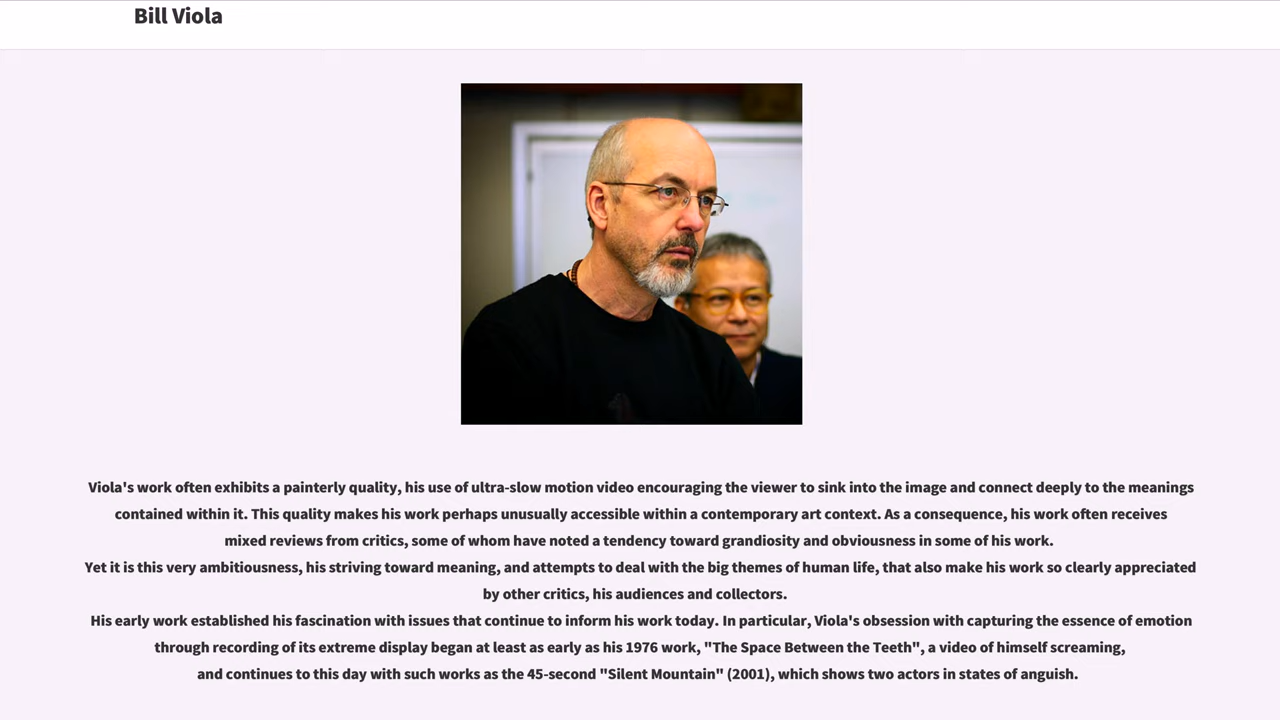 Bill Viola
Viola's work often exhibits a painterly quality, his use of ultra-slow motion video encouraging the viewer to sink into the image and connect deeply to the meanings
contained within it. This quality makes his work perhaps unusually accessible within a contemporary art context. As a consequence, his work often receives
mixed reviews from critics, some of whom have noted a tendency toward grandiosity and obviousness in some of his work.
Yet it is this very ambitiousness, his striving toward meaning, and attempts to deal with the big themes of human life, that also make his work so clearly appreciated
by other critics, his audiences and collectors.
His early work established his fascination with issues that continue to inform his work today. In particular, Viola's obsession with capturing the essence of emotion
through recording of its extreme display began at least as early as his 1976 work, "The Space Between the Teeth", a video of himself screaming,
and continues to this day with such works as the 45-second "Silent Mountain" (2001), which shows two actors in states of anguish.